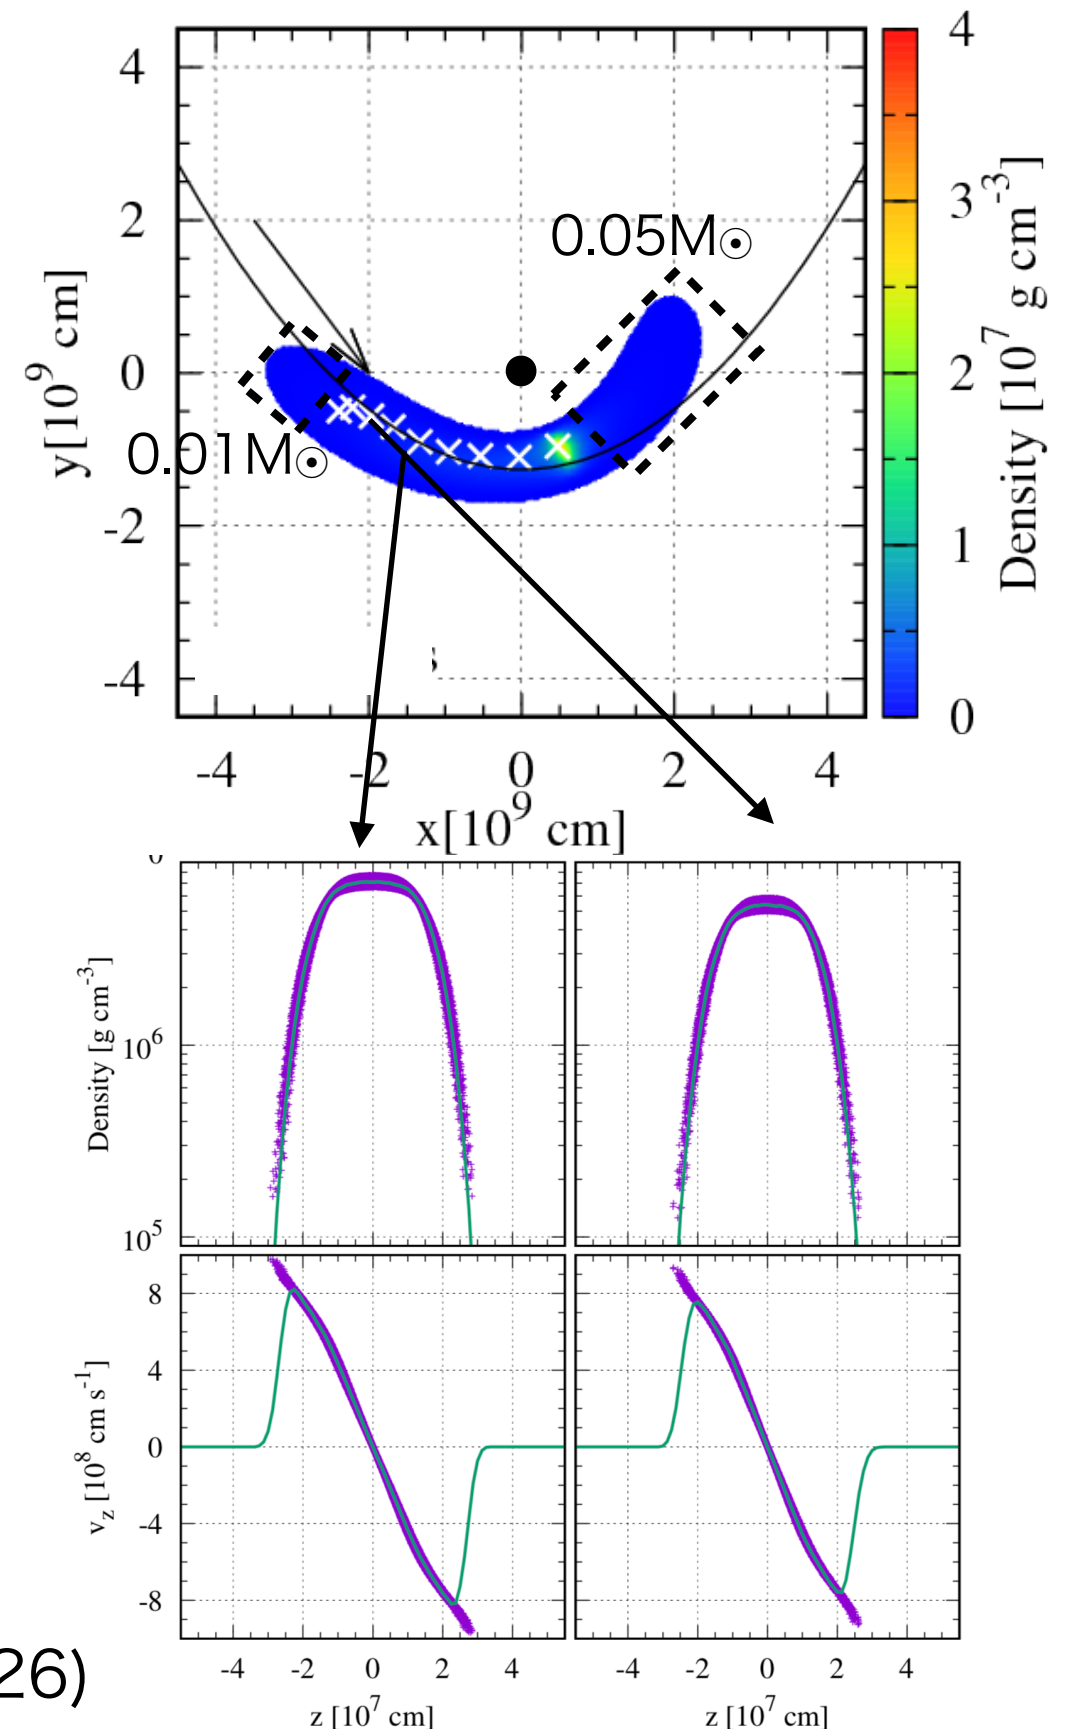 4
2
0
-2
-4
y[10⁹ cm]
0.05M☉
0.01M☉
-4 -2 0 2 4
x[10⁹ cm]
4
3
2
1
0
Density [10⁷ g cm⁻³]
10⁶
10⁵
Density [g cm⁻³]
8
4
0
-4
-8
v_z [10⁸ cm s⁻¹]
-4 -2 0 2 4
-4 -2 0 2 4
z [10⁷ cm]
z [10⁷ cm]
26)